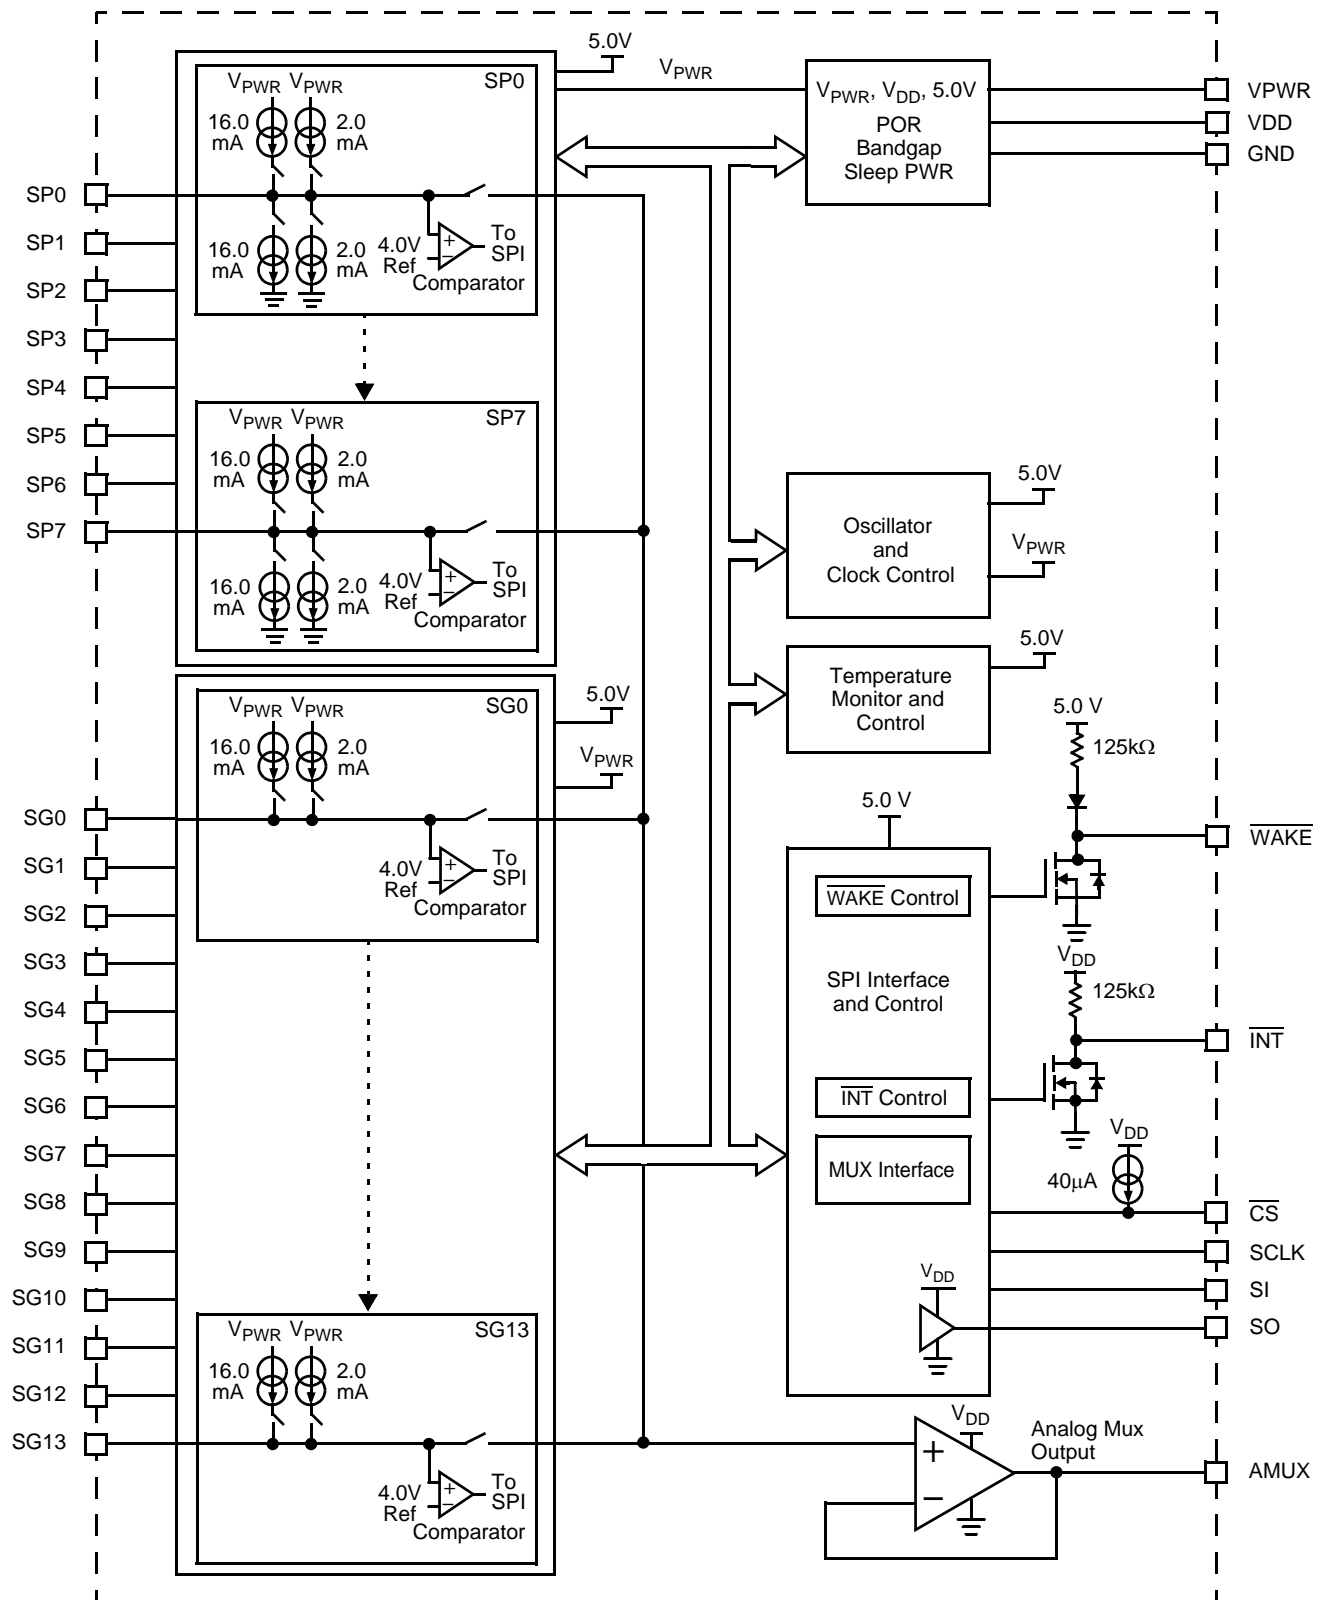 5.0V
VPWR
VPWR VPWR
SP0
16.0 mA
2.0 mA
16.0 mA
2.0 mA
4.0V Ref
+
−
To SPI
Comparator
VPWR, VDD, 5.0V
POR
Bandgap
Sleep PWR
VPWR
VDD
GND
SP0
SP1
SP2
SP3
SP4
SP5
SP6
SP7
VPWR VPWR
SP7
16.0 mA
2.0 mA
16.0 mA
2.0 mA
4.0V Ref
+
−
To SPI
Comparator
Oscillator
and
Clock Control
5.0V
VPWR
Temperature
Monitor and
Control
5.0V
VPWR VPWR
SG0
16.0 mA
2.0 mA
4.0V Ref
+
−
To SPI
Comparator
5.0V
VPWR
SG0
SG1
SG2
SG3
SG4
SG5
SG6
SG7
SG8
SG9
SG10
SG11
SG12
SG13
5.0 V
WAKE Control
SPI Interface
and Control
INT Control
MUX Interface
VDD
5.0 V
125kΩ
WAKE
VDD
125kΩ
INT
VDD
40μA
CS
SCLK
SI
SO
VPWR VPWR
SG13
16.0 mA
2.0 mA
4.0V Ref
+
−
To SPI
Comparator
VDD
+
−
Analog Mux
Output
AMUX